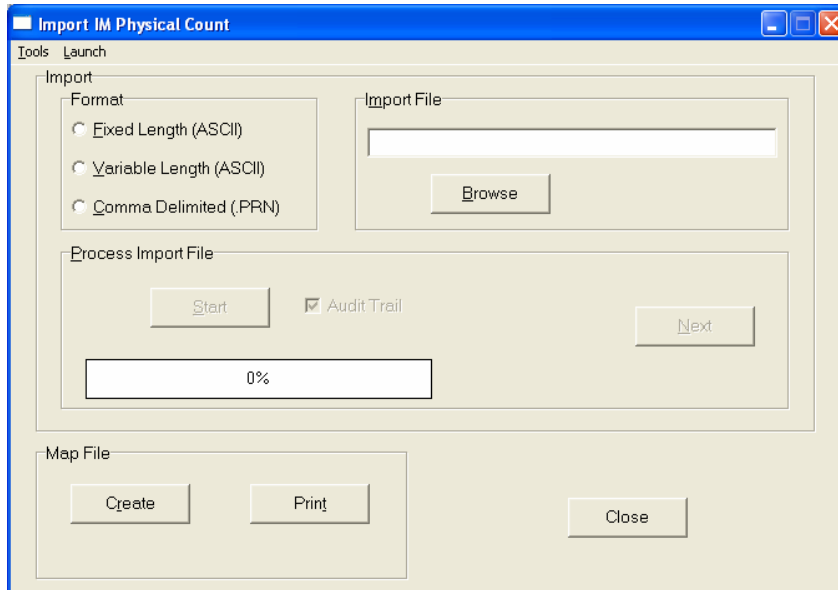 Import IM Physical Count
Tools Launch
Import
Format
Fixed Length (ASCII)
Variable Length (ASCII)
Comma Delimited (.PRN)
Import File
Browse
Process Import File
Start
Audit Trail
Next
0%
Map File
Create
Print
Close